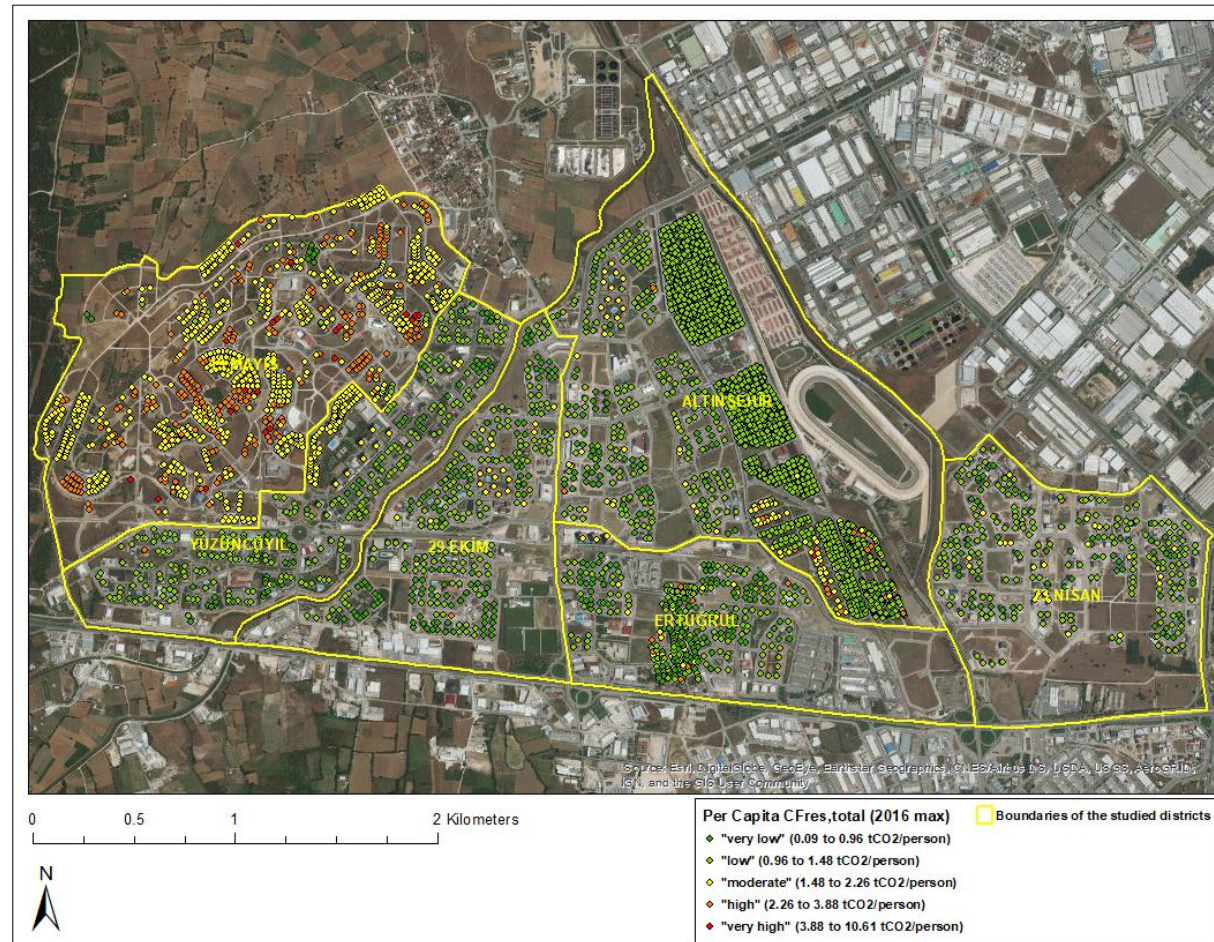 19 MAYIS
ALTINŞEHİR
YÜZÜNCÜYIL
29 EKİM
ERTUĞRUL
23 NİSAN
Source: Esri, DigitalGlobe, GeoEye, Earthstar Geographics, CNES/Airbus DS, USDA, USGS, AeroGRID,
IGN, and the GIS User Community
0 0.5 1 2 Kilometers
N
Per Capita CFres,total (2016 max)
"very low" (0.09 to 0.96 tCO2/person)
"low" (0.96 to 1.48 tCO2/person)
"moderate" (1.48 to 2.26 tCO2/person)
"high" (2.26 to 3.88 tCO2/person)
"very high" (3.88 to 10.61 tCO2/person)
Boundaries of the studied districts